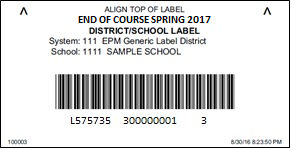 ALIGN TOP OF LABEL
END OF COURSE SPRING 2017
DISTRICT/SCHOOL LABEL
System: 111 EPM Generic Label District
School: 1111 SAMPLE SCHOOL
L575735 300000001 3
100003 8/30/16 8:23:50 PM